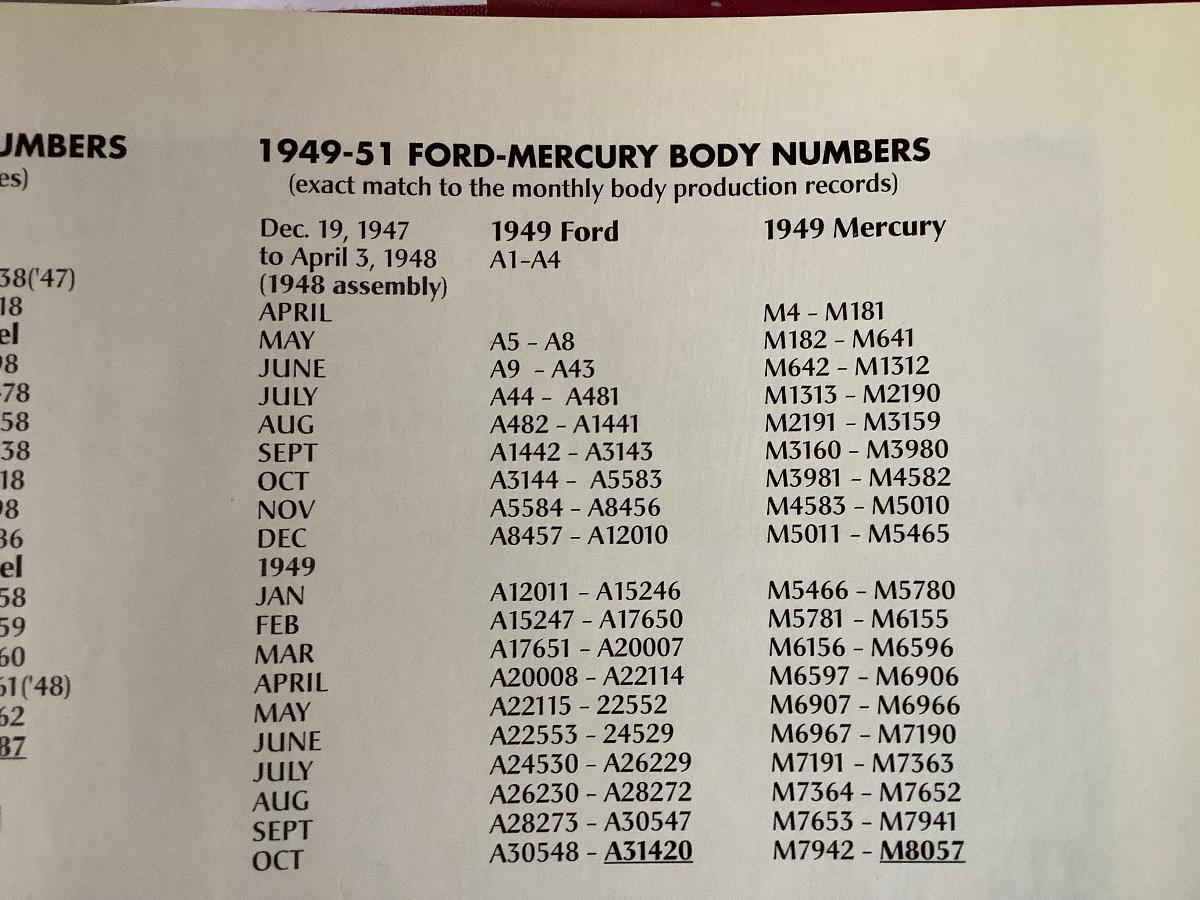 UMBERS
es)
38('47)
18
el
98
478
58
38
18
98
36
el
58
59
60
61('48)
62
87
1949-51 FORD-MERCURY BODY NUMBERS
(exact match to the monthly body production records)
Dec. 19, 1947 1949 Ford 1949 Mercury
to April 3, 1948 A1-A4
(1948 assembly)
APRIL M4 - M181
MAY A5 - A8 M182 - M641
JUNE A9 - A43 M642 - M1312
JULY A44 - A481 M1313 - M2190
AUG A482 - A1441 M2191 - M3159
SEPT A1442 - A3143 M3160 - M3980
OCT A3144 - A5583 M3981 - M4582
NOV A5584 - A8456 M4583 - M5010
DEC A8457 - A12010 M5011 - M5465
1949
JAN A12011 - A15246 M5466 - M5780
FEB A15247 - A17650 M5781 - M6155
MAR A17651 - A20007 M6156 - M6596
APRIL A20008 - A22114 M6597 - M6906
MAY A22115 - 22552 M6907 - M6966
JUNE A22553 - 24529 M6967 - M7190
JULY A24530 - A26229 M7191 - M7363
AUG A26230 - A28272 M7364 - M7652
SEPT A28273 - A30547 M7653 - M7941
OCT A30548 - A31420 M7942 - M8057